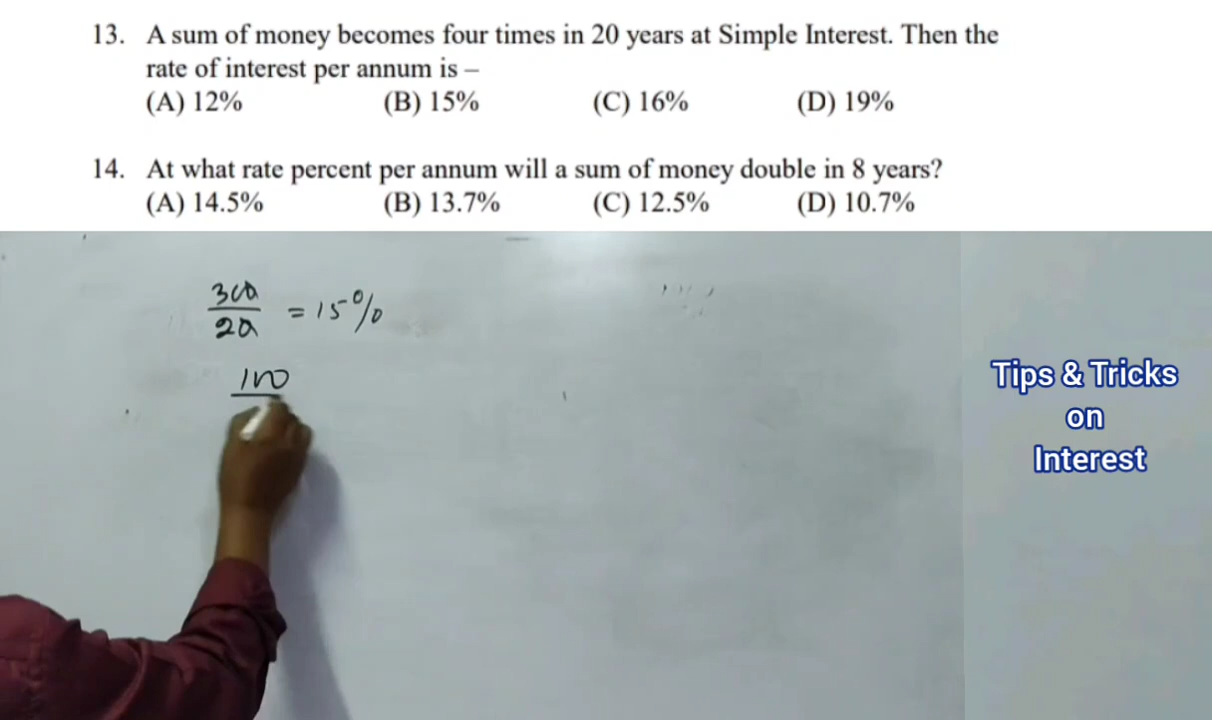 13. A sum of money becomes four times in 20 years at Simple Interest. Then the
rate of interest per annum is –
(A) 12% (B) 15% (C) 16% (D) 19%
14. At what rate percent per annum will a sum of money double in 8 years?
(A) 14.5% (B) 13.7% (C) 12.5% (D) 10.7%
300
20
= 15%
100
Tips & Tricks
on
Interest